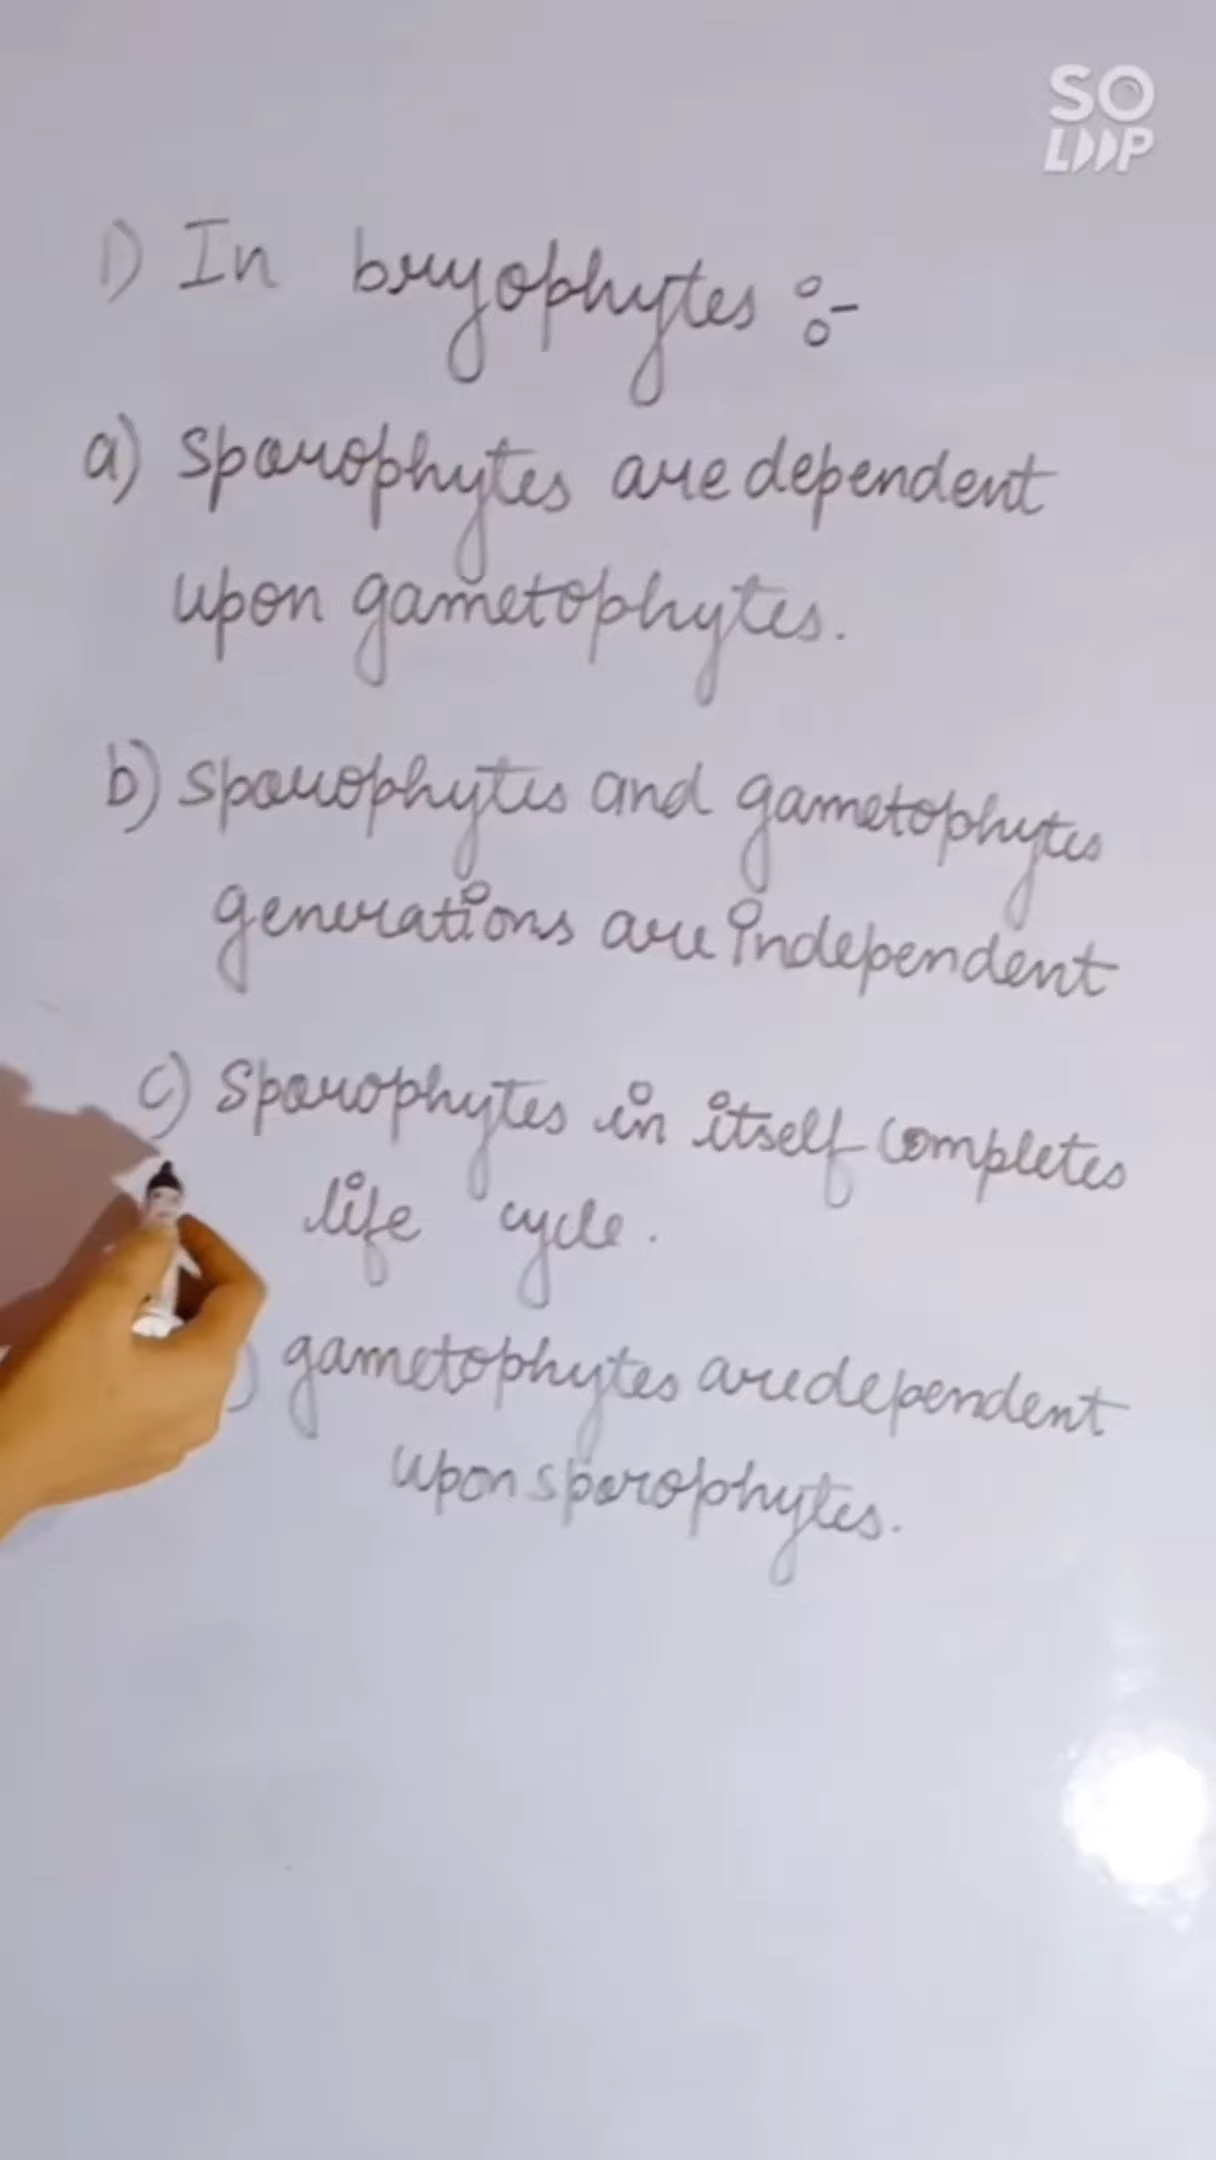 SO
LOOP
1) In bryophytes :-
a) sporophytes are dependent
upon gametophytes.
b) sporophytes and gametophytes
generations are independent
c) Sporophytes in itself completes
life cycle.
) gametophytes are dependent
upon sporophytes.